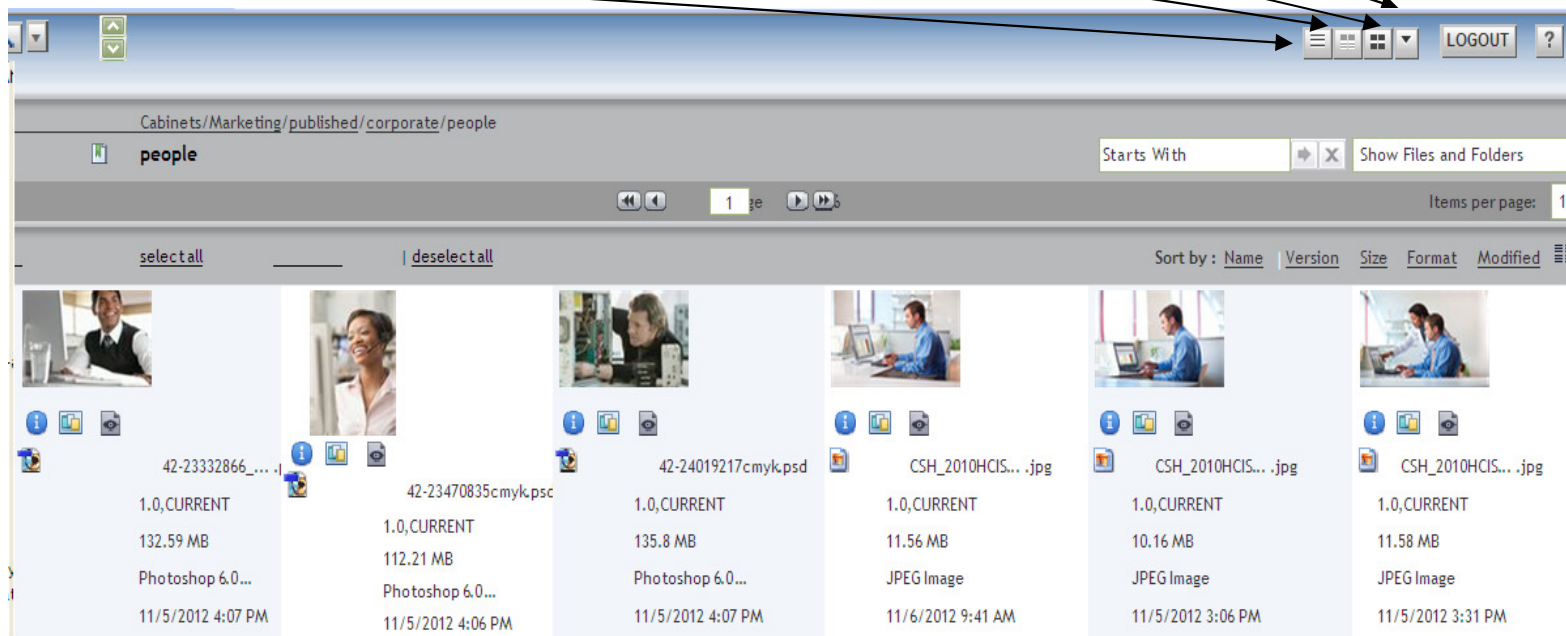 LOGOUT ?
Cabinets/Marketing/published/corporate/people
people
Starts With
Show Files and Folders
1
Items per page: 1
select all | deselect all
Sort by : Name | Version Size Format Modified
42-23332866_... .
42-23470835cmyk.psd
42-24019217cmyk.psd
CSH_2010HCIS... .jpg
CSH_2010HCIS... .jpg
CSH_2010HCIS... .jpg
1.0,CURRENT
1.0,CURRENT
1.0,CURRENT
1.0,CURRENT
1.0,CURRENT
1.0,CURRENT
132.59 MB
112.21 MB
135.8 MB
11.56 MB
10.16 MB
11.58 MB
Photoshop 6.0...
Photoshop 6.0...
Photoshop 6.0...
JPEG Image
JPEG Image
JPEG Image
11/5/2012 4:07 PM
11/5/2012 4:06 PM
11/5/2012 4:07 PM
11/6/2012 9:41 AM
11/5/2012 3:06 PM
11/5/2012 3:31 PM